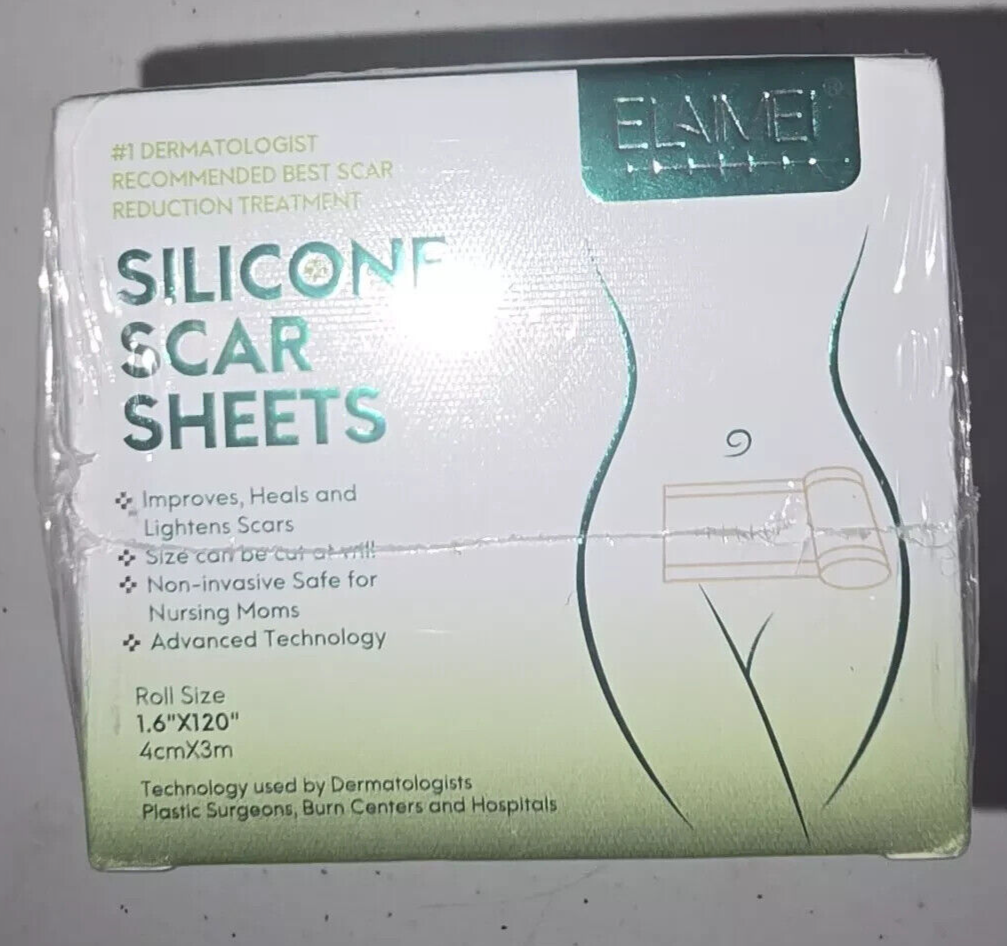 ELAIMEI®
#1 DERMATOLOGIST
RECOMMENDED BEST SCAR
REDUCTION TREATMENT
SILICONE
SCAR
SHEETS
Improves, Heals and
Lightens Scars
Size can be cut at will!
Non-invasive Safe for
Nursing Moms
Advanced Technology
Roll Size
1.6"X120"
4cmX3m
Technology used by Dermatologists
Plastic Surgeons, Burn Centers and Hospitals